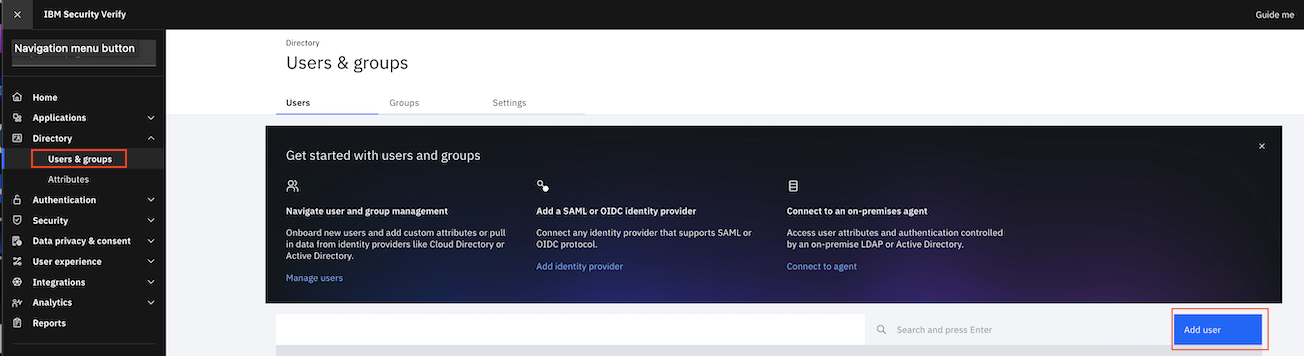 IBM Security Verify
Guide me
Navigation menu button
Home
Applications
Directory
Users & groups
Attributes
Authentication
Security
Data privacy & consent
User experience
Integrations
Analytics
Reports
Directory
Users & groups
Users
Groups
Settings
Get started with users and groups
Navigate user and group management
Onboard new users and add custom attributes or pull
in data from identity providers like Cloud Directory or
Active Directory.
Manage users
Add a SAML or OIDC identity provider
Connect any identity provider that supports SAML or
OIDC protocol.
Add identity provider
Connect to an on-premises agent
Access user attributes and authentication controlled
by an on-premise LDAP or Active Directory.
Connect to agent
Search and press Enter
Add user